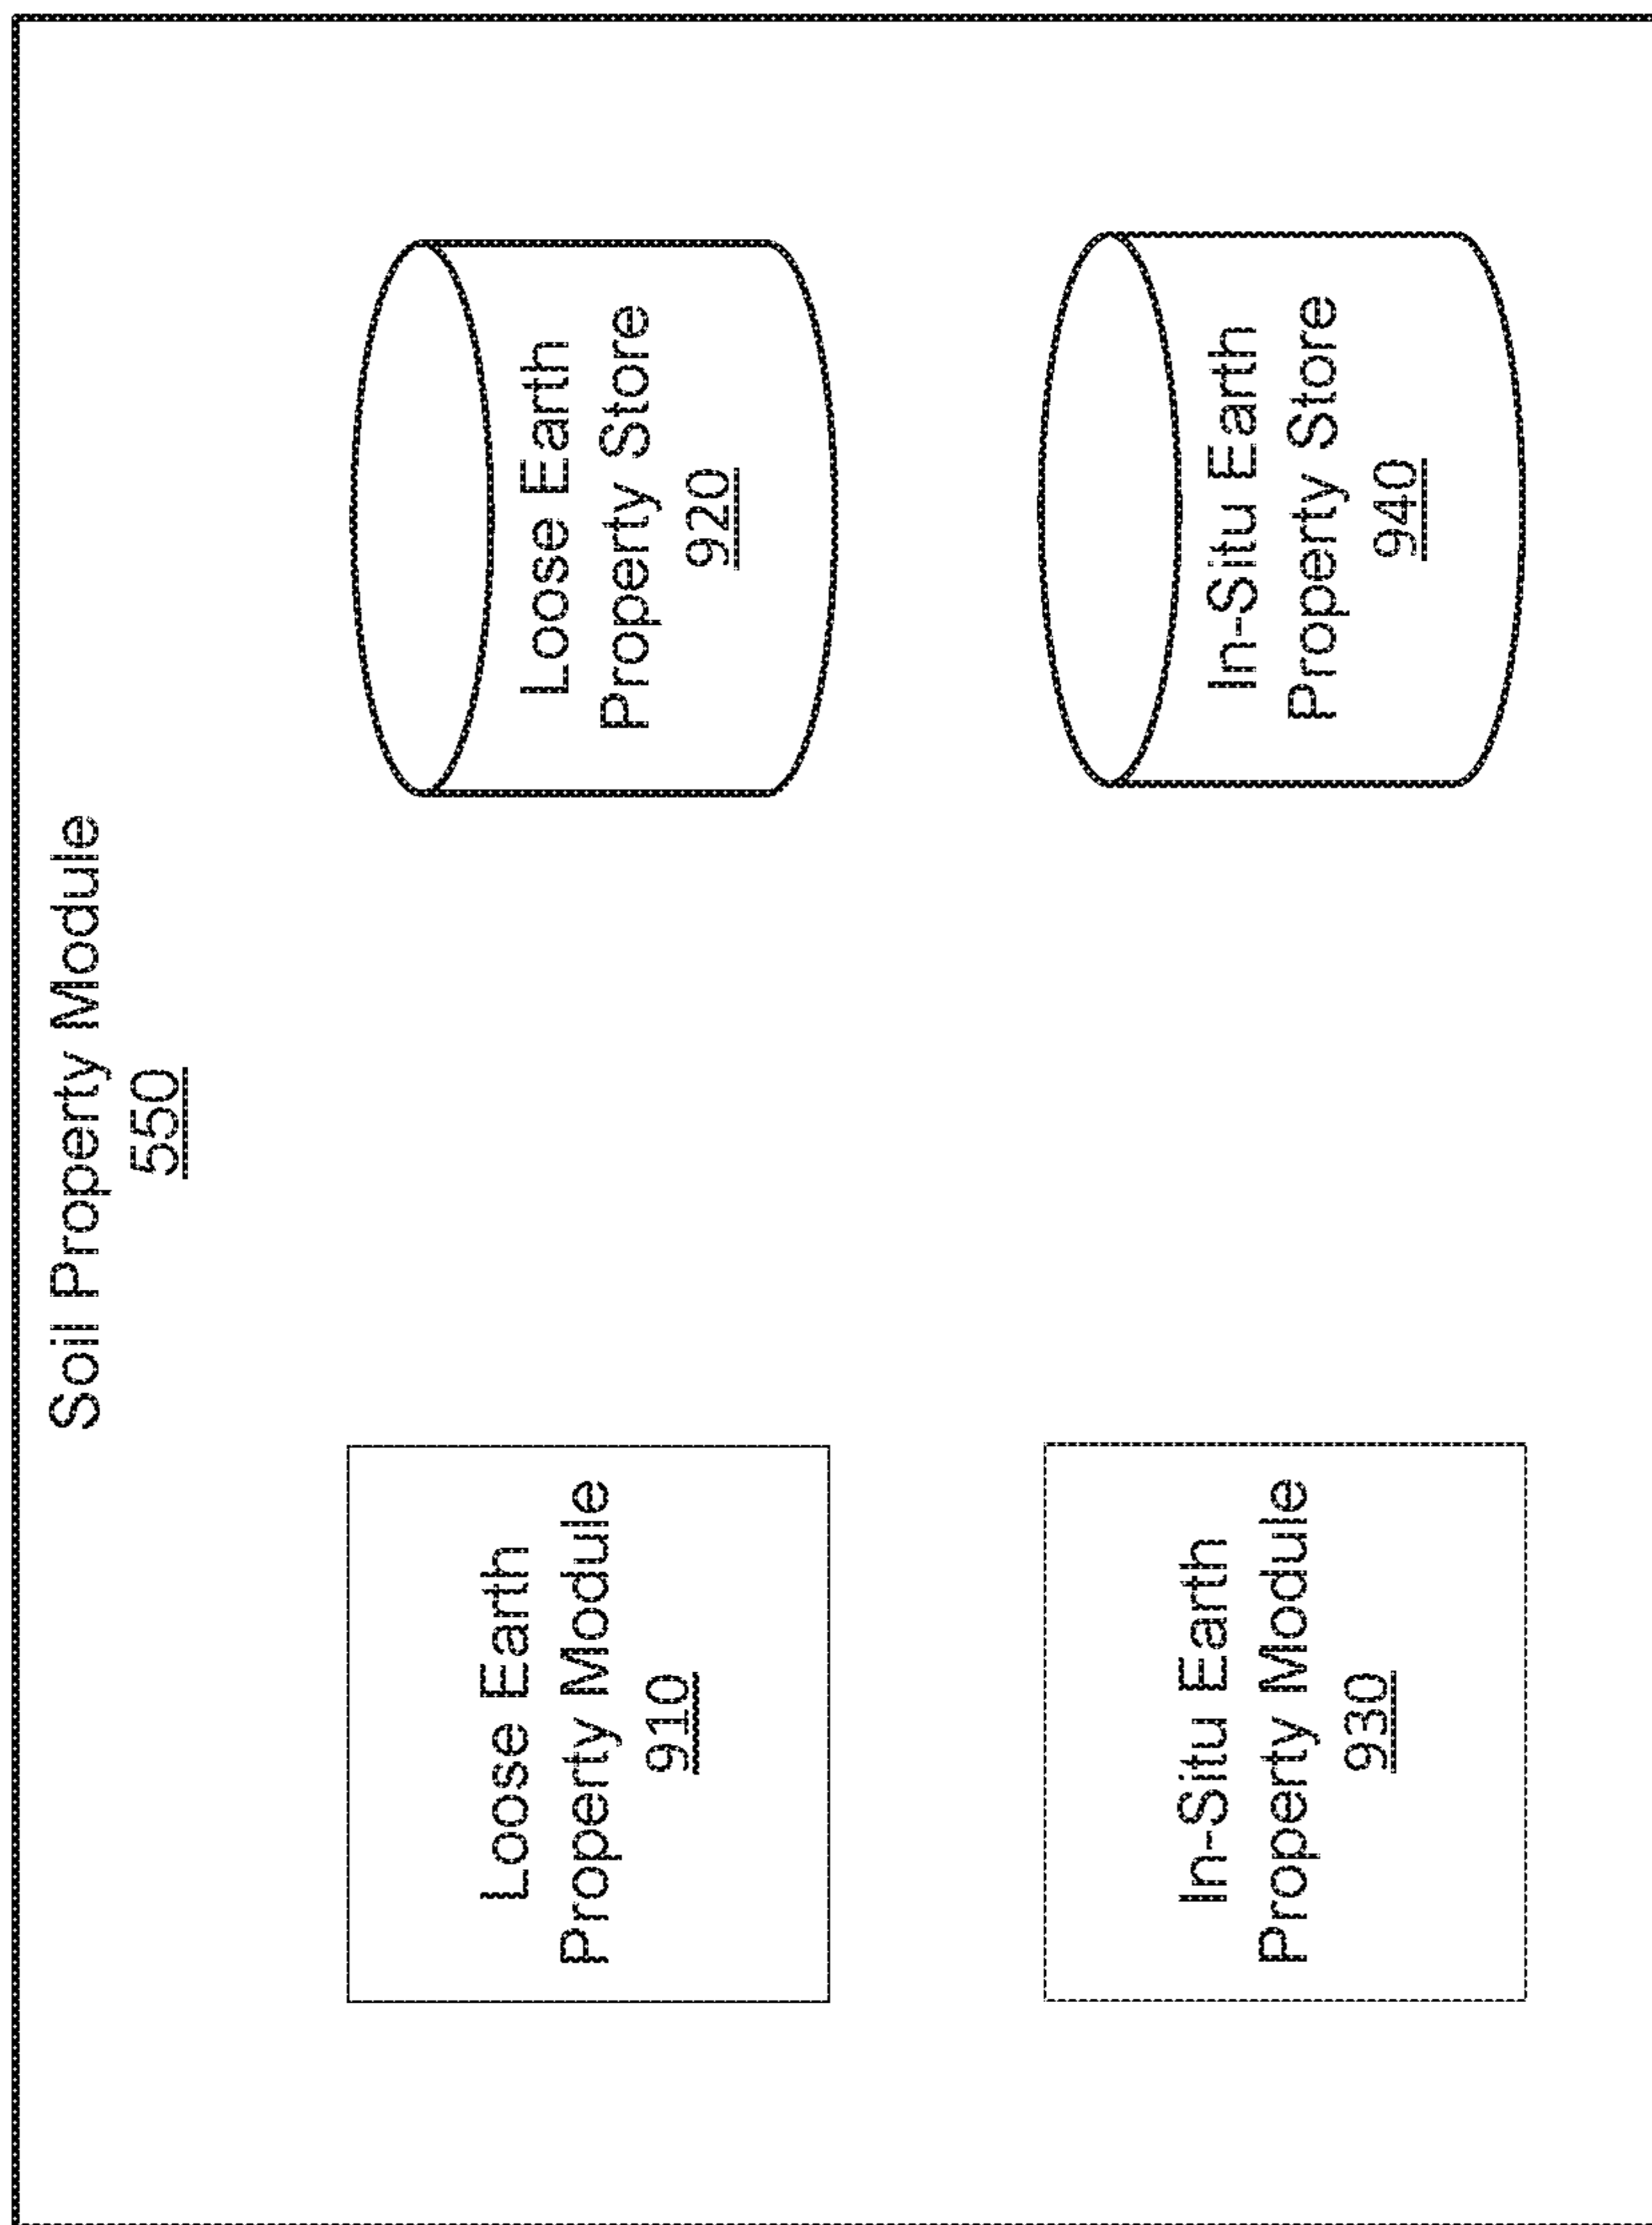 Soil Property Module
550
Loose Earth
Property Module
910
Loose Earth
Property Store
920
In-Situ Earth
Property Module
930
In-Situ Earth
Property Store
940